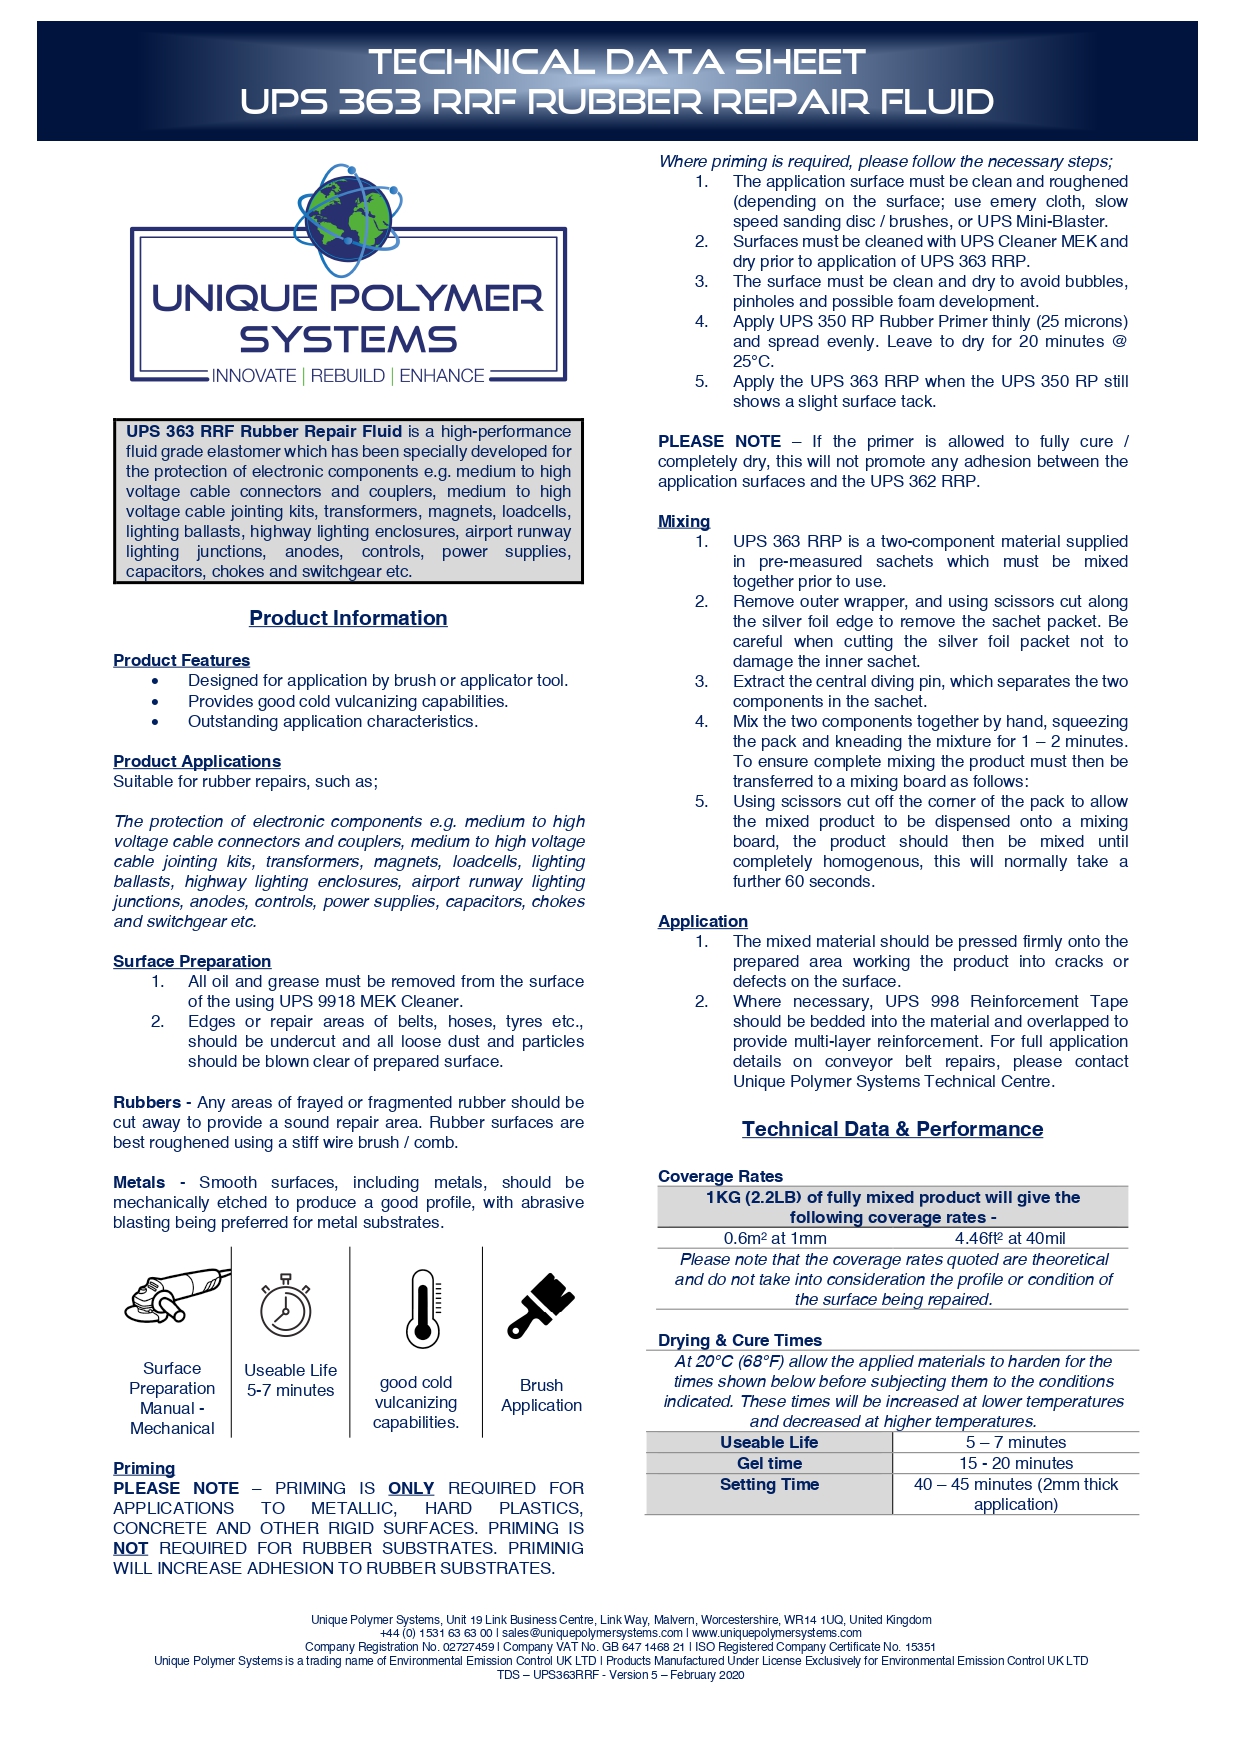 TECHNICAL DATA SHEET
UPS 363 RRF RUBBER REPAIR FLUID
UNIQUE POLYMER
SYSTEMS
INNOVATE | REBUILD | ENHANCE
UPS 363 RRF Rubber Repair Fluid is a high-performance
fluid grade elastomer which has been specially developed for
the protection of electronic components e.g. medium to high
voltage cable connectors and couplers, medium to high
voltage cable jointing kits, transformers, magnets, loadcells,
lighting ballasts, highway lighting enclosures, airport runway
lighting junctions, anodes, controls, power supplies,
capacitors, chokes and switchgear etc.
Product Information
Product Features
• Designed for application by brush or applicator tool.
• Provides good cold vulcanizing capabilities.
• Outstanding application characteristics.
Product Applications
Suitable for rubber repairs, such as;
The protection of electronic components e.g. medium to high
voltage cable connectors and couplers, medium to high voltage
cable jointing kits, transformers, magnets, loadcells, lighting
ballasts, highway lighting enclosures, airport runway lighting
junctions, anodes, controls, power supplies, capacitors, chokes
and switchgear etc.
Surface Preparation
1. All oil and grease must be removed from the surface
of the using UPS 9918 MEK Cleaner.
2. Edges or repair areas of belts, hoses, tyres etc.,
should be undercut and all loose dust and particles
should be blown clear of prepared surface.
Rubbers - Any areas of frayed or fragmented rubber should be
cut away to provide a sound repair area. Rubber surfaces are
best roughened using a stiff wire brush / comb.
Metals - Smooth surfaces, including metals, should be
mechanically etched to produce a good profile, with abrasive
blasting being preferred for metal substrates.
Surface
Preparation
Manual -
Mechanical
Useable Life
5-7 minutes
good cold
vulcanizing
capabilities.
Brush
Application
Priming
PLEASE NOTE – PRIMING IS ONLY REQUIRED FOR
APPLICATIONS TO METALLIC, HARD PLASTICS,
CONCRETE AND OTHER RIGID SURFACES. PRIMING IS
NOT REQUIRED FOR RUBBER SUBSTRATES. PRIMINIG
WILL INCREASE ADHESION TO RUBBER SUBSTRATES.
Where priming is required, please follow the necessary steps;
1. The application surface must be clean and roughened
(depending on the surface; use emery cloth, slow
speed sanding disc / brushes, or UPS Mini-Blaster.
2. Surfaces must be cleaned with UPS Cleaner MEK and
dry prior to application of UPS 363 RRP.
3. The surface must be clean and dry to avoid bubbles,
pinholes and possible foam development.
4. Apply UPS 350 RP Rubber Primer thinly (25 microns)
and spread evenly. Leave to dry for 20 minutes @
25°C.
5. Apply the UPS 363 RRP when the UPS 350 RP still
shows a slight surface tack.
PLEASE NOTE – If the primer is allowed to fully cure /
completely dry, this will not promote any adhesion between the
application surfaces and the UPS 362 RRP.
Mixing
1. UPS 363 RRP is a two-component material supplied
in pre-measured sachets which must be mixed
together prior to use.
2. Remove outer wrapper, and using scissors cut along
the silver foil edge to remove the sachet packet. Be
careful when cutting the silver foil packet not to
damage the inner sachet.
3. Extract the central diving pin, which separates the two
components in the sachet.
4. Mix the two components together by hand, squeezing
the pack and kneading the mixture for 1 – 2 minutes.
To ensure complete mixing the product must then be
transferred to a mixing board as follows:
5. Using scissors cut off the corner of the pack to allow
the mixed product to be dispensed onto a mixing
board, the product should then be mixed until
completely homogenous, this will normally take a
further 60 seconds.
Application
1. The mixed material should be pressed firmly onto the
prepared area working the product into cracks or
defects on the surface.
2. Where necessary, UPS 998 Reinforcement Tape
should be bedded into the material and overlapped to
provide multi-layer reinforcement. For full application
details on conveyor belt repairs, please contact
Unique Polymer Systems Technical Centre.
Technical Data & Performance
Coverage Rates
1KG (2.2LB) of fully mixed product will give the
following coverage rates -
0.6m² at 1mm 4.46ft² at 40mil
Please note that the coverage rates quoted are theoretical
and do not take into consideration the profile or condition of
the surface being repaired.
Drying & Cure Times
At 20°C (68°F) allow the applied materials to harden for the
times shown below before subjecting them to the conditions
indicated. These times will be increased at lower temperatures
and decreased at higher temperatures.
Useable Life 5 – 7 minutes
Gel time 15 - 20 minutes
Setting Time 40 – 45 minutes (2mm thick
application)
Unique Polymer Systems, Unit 19 Link Business Centre, Link Way, Malvern, Worcestershire, WR14 1UQ, United Kingdom
+44 (0) 1531 63 63 00 | sales@uniquepolymersystems.com | www.uniquepolymersystems.com
Company Registration No. 02727459 | Company VAT No. GB 647 1468 21 | ISO Registered Company Certificate No. 15351
Unique Polymer Systems is a trading name of Environmental Emission Control UK LTD | Products Manufactured Under License Exclusively for Environmental Emission Control UK LTD
TDS – UPS363RRF - Version 5 – February 2020